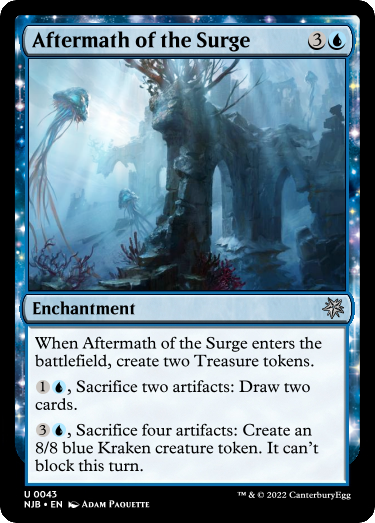 Aftermath of the Surge 3
Enchantment
When Aftermath of the Surge enters the
battlefield, create two Treasure tokens.
1, Sacrifice two artifacts: Draw two
cards.
3, Sacrifice four artifacts: Create an
8/8 blue Kraken creature token. It can't
block this turn.
U 0043
NJB • EN Adam Paquette
™ & © 2022 CanterburyEgg